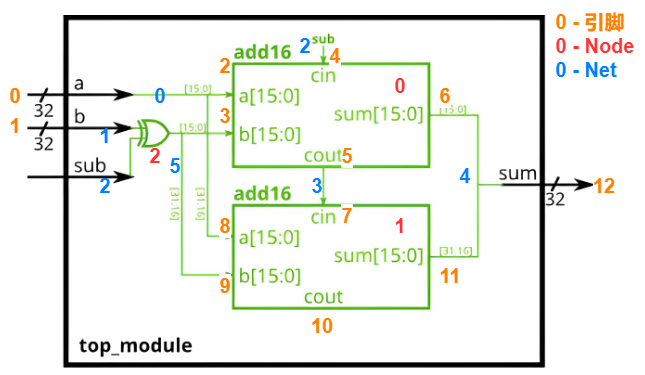 0 - 引脚
0 - Node
0 - Net
2 sub
4
add16
2
cin
0
0
a
0
[15:0]
a[15:0]
6
32
[15:0]
3
sum[15:0]
1
b
1
[15:0]
b[15:0]
32
2
cout
5
sub
2
5
3
4
sum
12
32
add16
[31:16]
[31:16]
cin
7
8
a[15:0]
1
sum[15:0]
[31:16]
9
b[15:0]
11
cout
10
top_module